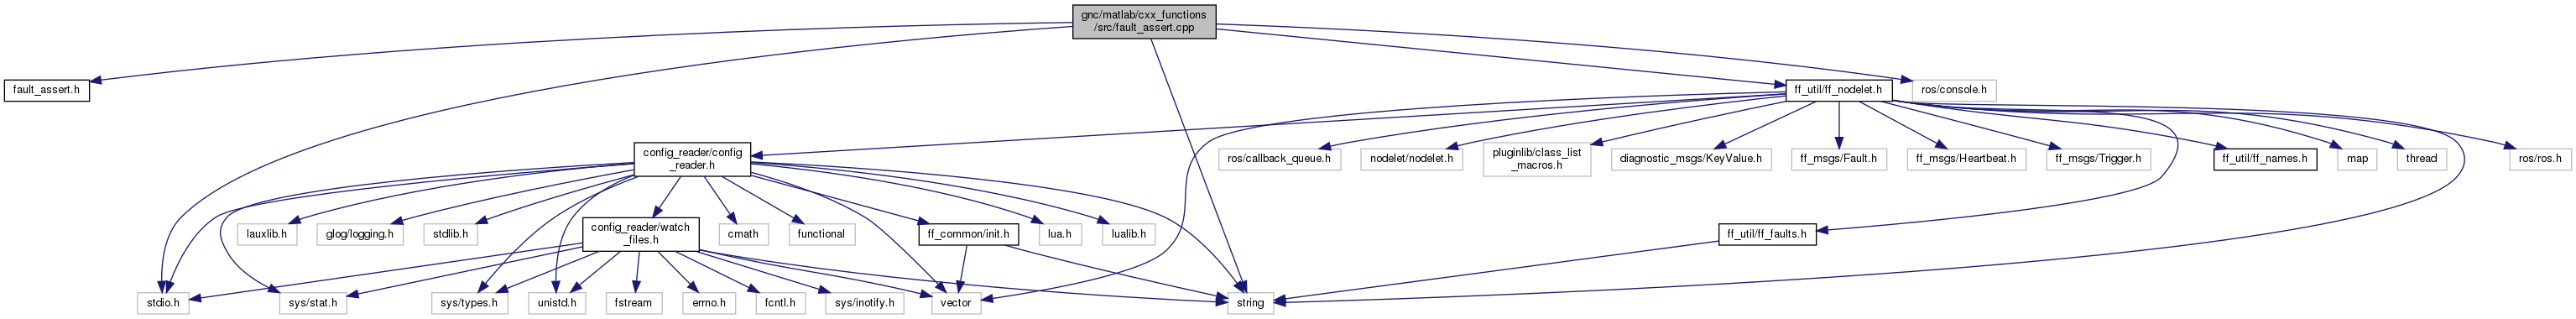 gnc/matlab/cxx_functions
/src/fault_assert.cpp
fault_assert.h
ff_util/ff_nodelet.h
ros/console.h
config_reader/config
_reader.h
ros/callback_queue.h
nodelet/nodelet.h
pluginlib/class_list
_macros.h
diagnostic_msgs/KeyValue.h
ff_msgs/Fault.h
ff_msgs/Heartbeat.h
ff_msgs/Trigger.h
ff_util/ff_names.h
map
thread
ros/ros.h
lauxlib.h
glog/logging.h
stdlib.h
config_reader/watch
_files.h
cmath
functional
ff_common/init.h
lua.h
lualib.h
ff_util/ff_faults.h
stdio.h
sys/stat.h
sys/types.h
unistd.h
fstream
errno.h
fcntl.h
sys/inotify.h
vector
string